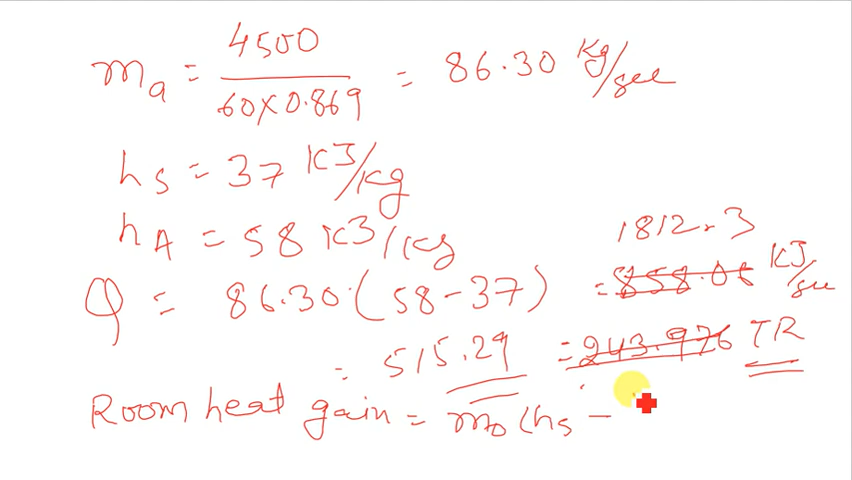 mₐ = 4500 / 60×0.869 = 86.30 kg/sec
hs = 37 KJ/kg
hA = 58 KJ/kg
1812.3
Q = 86.30 (58-37) = 858.06 KJ/sec
= 515.29 = 243.976 TR
Room heat gain = ma (hs -